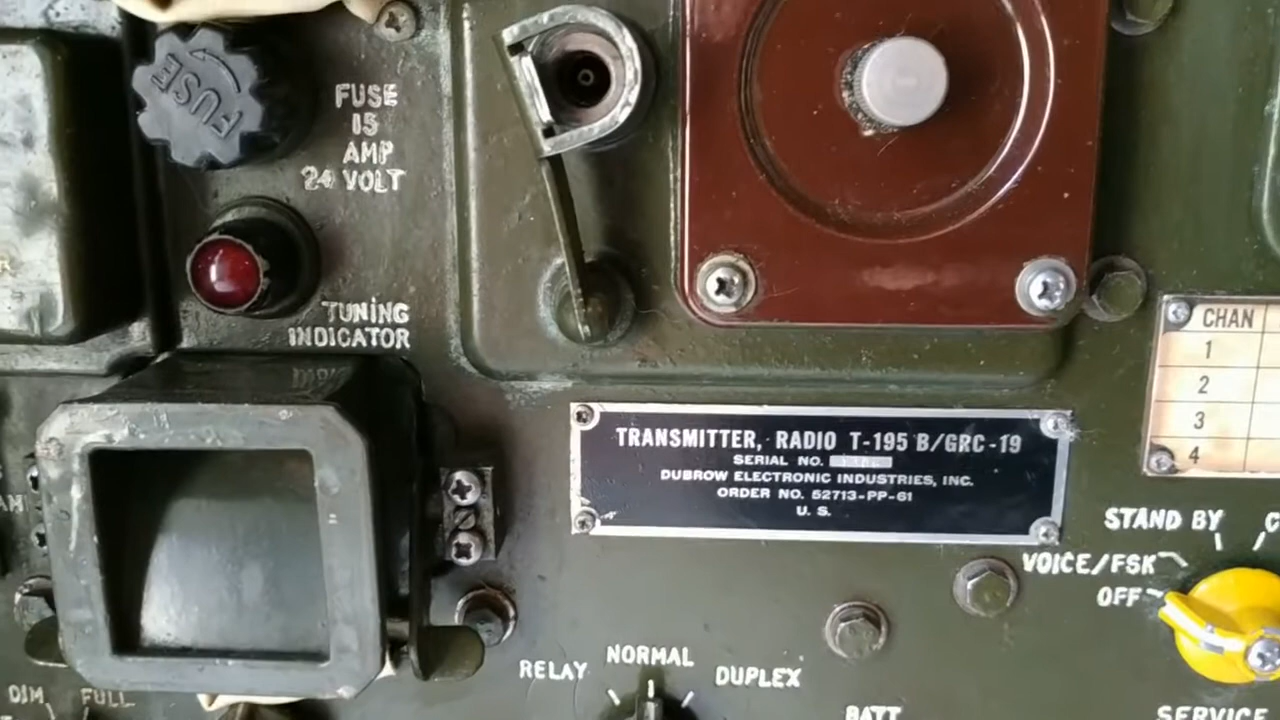 FUSE
FUSE
15
AMP
24 VOLT
TUNING
INDICATOR
CHAN
1
2
3
4
TRANSMITTER, RADIO T-195 B/GRC-19
SERIAL NO.
DUBROW ELECTRONIC INDUSTRIES, INC.
ORDER NO. 52713-PP-61
U. S.
STAND BY
VOICE/FSK
OFF
RELAY
NORMAL
DUPLEX
DIM
FULL
BATT
SERVICE